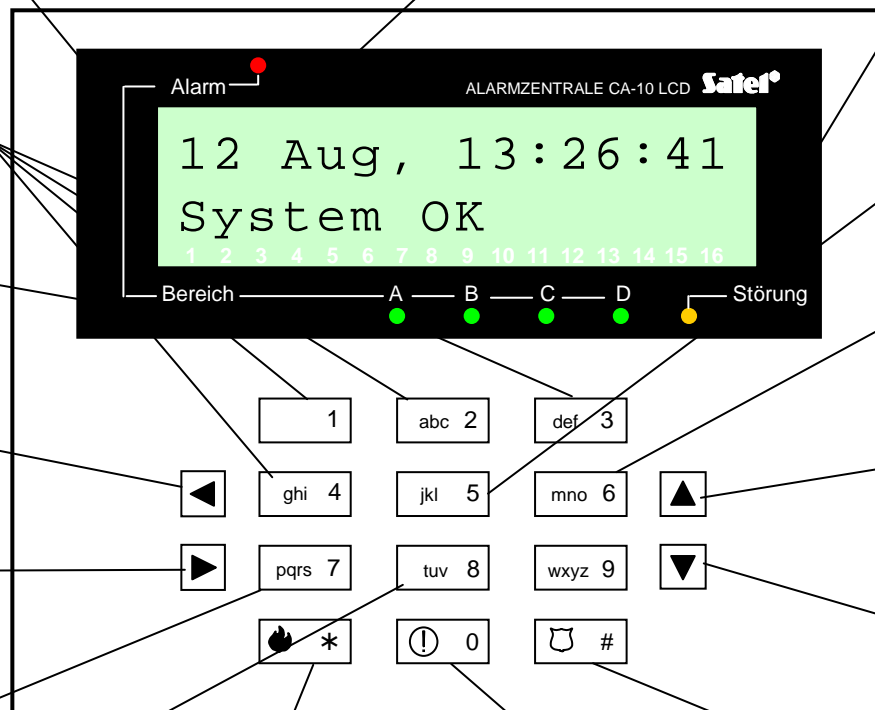 Alarm
ALARMZENTRALE CA-10 LCD Satel
12 Aug, 13:26:41
System OK
1 2 3 4 5 6 7 8 9 10 11 12 13 14 15 16
Bereich A B C D Störung
1 abc 2 def 3
ghi 4 jkl 5 mno 6
pqrs 7 tuv 8 wxyz 9
* 0 #